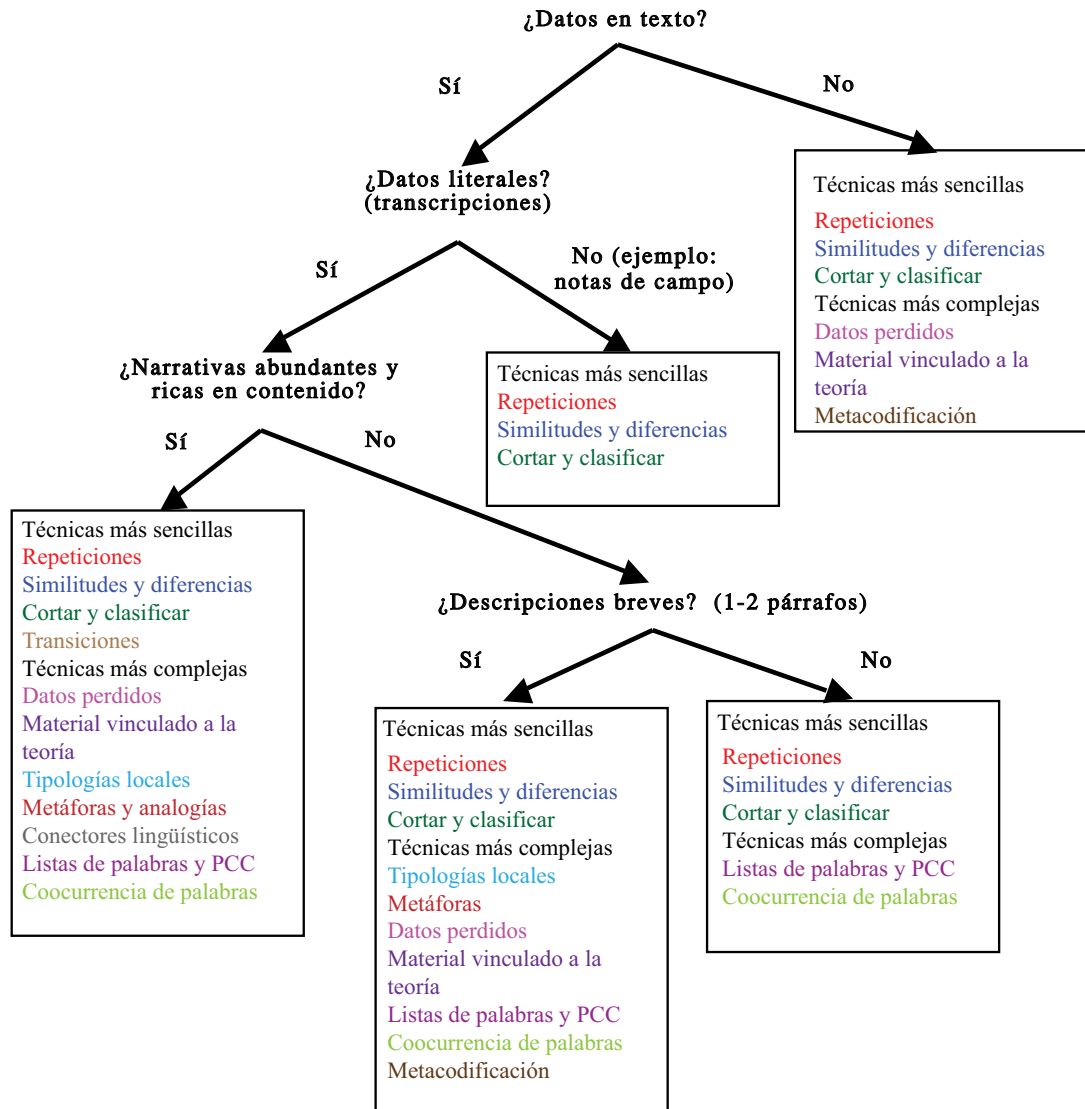 ¿Datos en texto?
Sí
No
¿Datos literales?
(transcripciones)
Técnicas más sencillas
Repeticiones
Similitudes y diferencias
Cortar y clasificar
Técnicas más complejas
Datos perdidos
Material vinculado a la
teoría
Metacodificación
Sí
No (ejemplo:
notas de campo)
¿Narrativas abundantes y
ricas en contenido?
Técnicas más sencillas
Repeticiones
Similitudes y diferencias
Cortar y clasificar
Sí
No
Técnicas más sencillas
Repeticiones
Similitudes y diferencias
Cortar y clasificar
Transiciones
Técnicas más complejas
Datos perdidos
Material vinculado a la
teoría
Tipologías locales
Metáforas y analogías
Conectores lingüísticos
Listas de palabras y PCC
Coocurrencia de palabras
¿Descripciones breves? (1-2 párrafos)
Sí
No
Técnicas más sencillas
Repeticiones
Similitudes y diferencias
Cortar y clasificar
Técnicas más complejas
Tipologías locales
Metáforas
Datos perdidos
Material vinculado a la
teoría
Listas de palabras y PCC
Coocurrencia de palabras
Metacodificación
Técnicas más sencillas
Repeticiones
Similitudes y diferencias
Cortar y clasificar
Técnicas más complejas
Listas de palabras y PCC
Coocurrencia de palabras